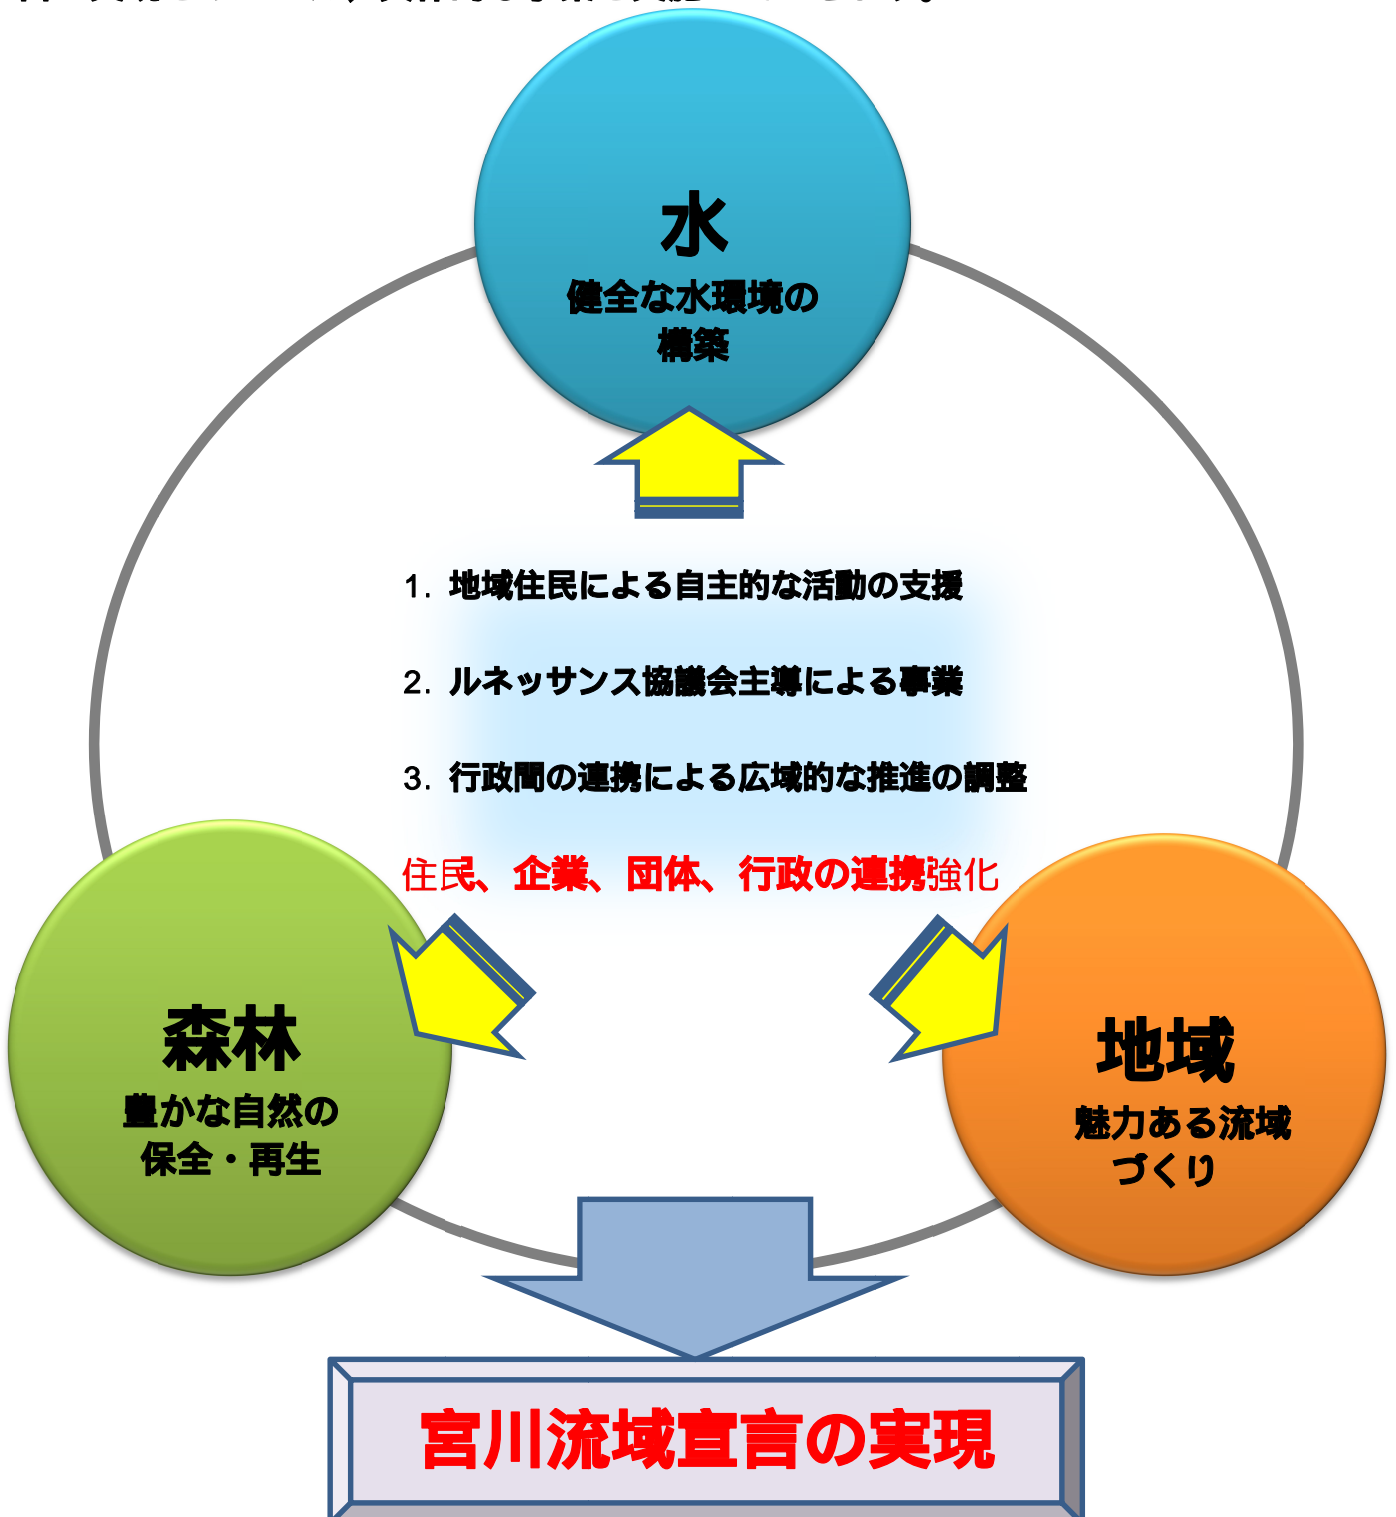 水
健全な水環境の
構築
1. 地域住民による自主的な活動の支援
2. ルネッサンス協議会主導による事業
3. 行政間の連携による広域的な推進の調整
住民、企業、団体、行政の連携強化
森林
豊かな自然の
保全・再生
地域
魅力ある流域
づくり
宮川流域宣言の実現